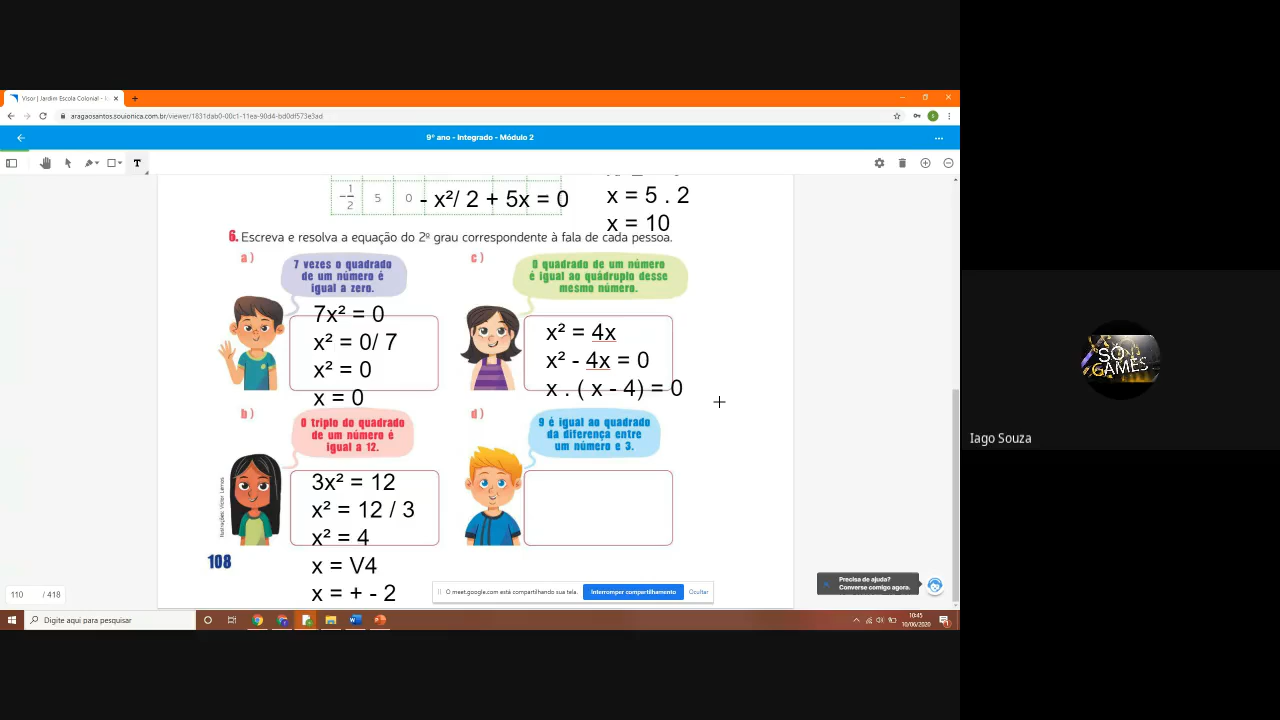 Visor | Jardim Escola Colonial - I
aragaosantos.souionica.com.br/viewer/1831dab0-00c1-11ea-90d4-bd0df573e3ad
9º ano - Integrado - Módulo 2
T
- 1/2 5 0 - x²/ 2 + 5x = 0
x = 5 . 2
x = 10
6. Escreva e resolva a equação do 2º grau correspondente à fala de cada pessoa.
a )
7 vezes o quadrado
de um número é
igual a zero.
7x² = 0
x² = 0/ 7
x² = 0
x = 0
c )
O quadrado de um número
é igual ao quádruplo desse
mesmo número.
x² = 4x
x² - 4x = 0
x . ( x - 4) = 0
b )
O triplo do quadrado
de um número é
igual a 12.
3x² = 12
x² = 12 / 3
x² = 4
x = V4
x = + - 2
d )
9 é igual ao quadrado
da diferença entre
um número e 3.
Ilustrações: Victor Lemos
108
110 / 418
O meet.google.com está compartilhando sua tela.
Interromper compartilhamento
Ocultar
Precisa de ajuda?
Converse comigo agora.
Digite aqui para pesquisar
10:45
10/06/2020
SO
GAMES
Iago Souza